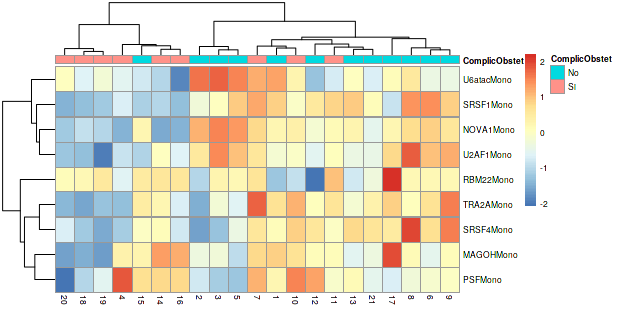 ComplicObstet
ComplicObstet
No
SI
U6atacMono
SRSF1Mono
NOVA1Mono
U2AF1Mono
RBM22Mono
TRA2AMono
SRSF4Mono
MAGOHMono
PSFMono
2
1
0
-1
-2
20 18 19 4 15 14 16 2 3 5 7 1 10 12 11 13 21 17 8 6 9